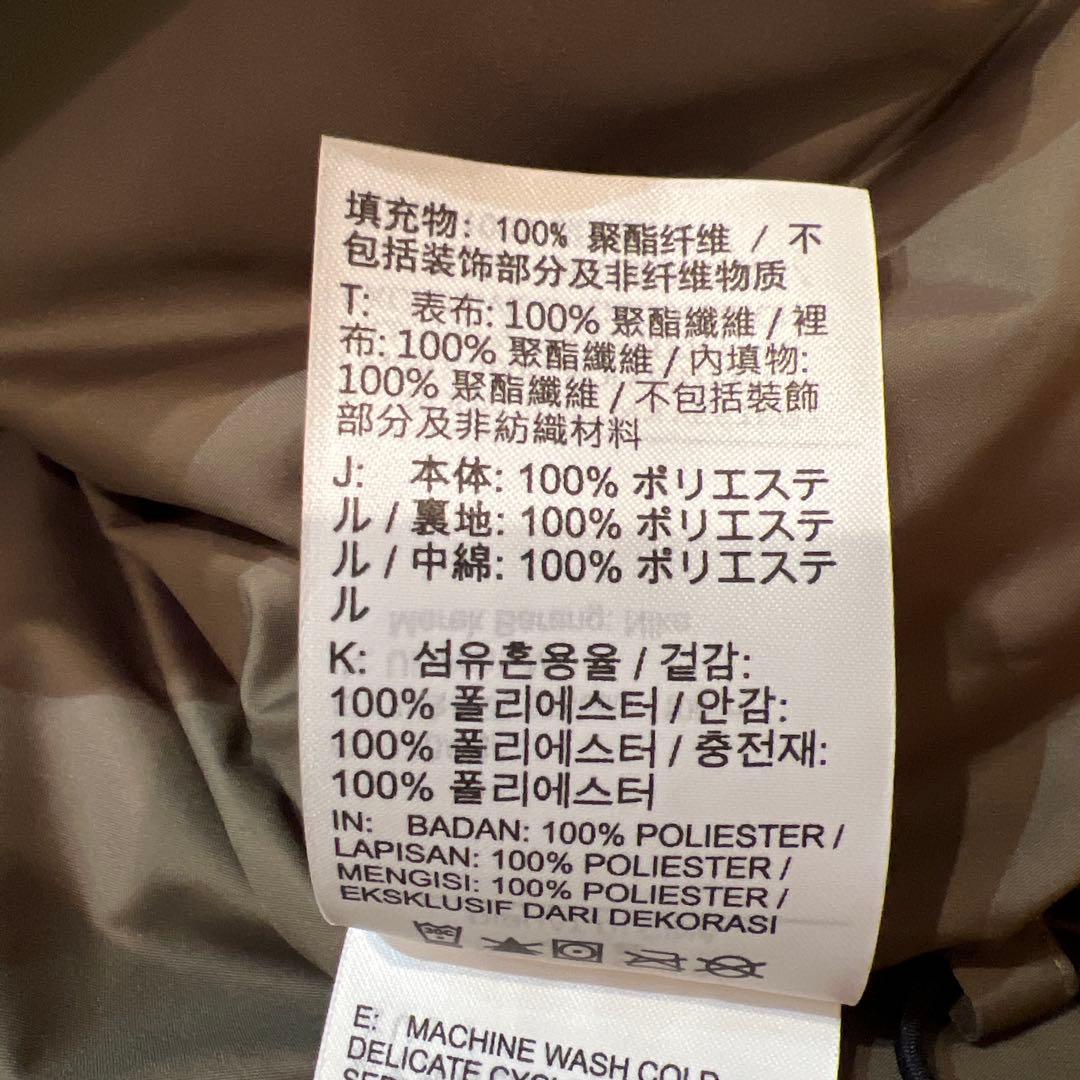 填充物: 100% 聚酯纤维 / 不
包括装饰部分及非纤维物质
T: 表布: 100% 聚酯纖維 / 裡
布: 100% 聚酯纖維 / 內填物:
100% 聚酯纖維 / 不包括裝飾
部分及非紡織材料
J: 本体: 100% ポリエステ
ル / 裏地: 100% ポリエステ
ル / 中綿: 100% ポリエステ
ル
K: 섬유혼용율 / 겉감:
100% 폴리에스터 / 안감:
100% 폴리에스터 / 충전재:
100% 폴리에스터
IN: BADAN: 100% POLIESTER /
LAPISAN: 100% POLIESTER /
MENGISI: 100% POLIESTER /
EKSKLUSIF DARI DEKORASI
E: MACHINE WASH COLD
DELICATE